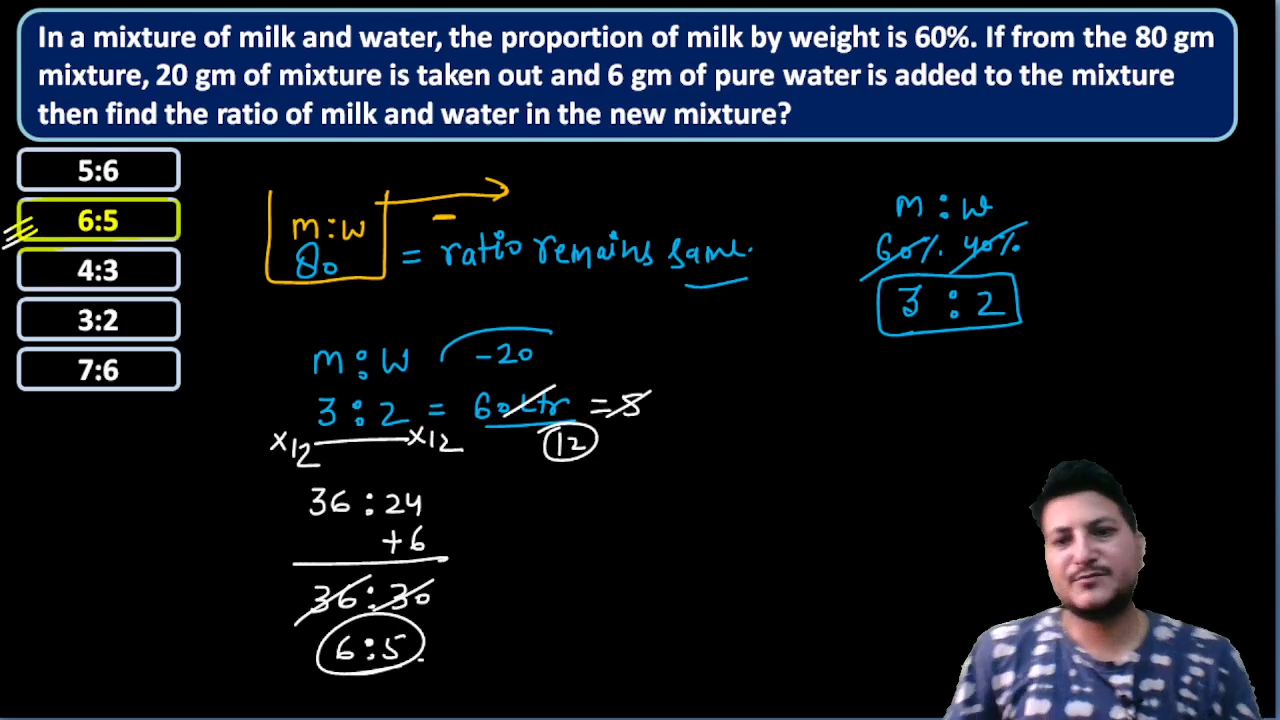 In a mixture of milk and water, the proportion of milk by weight is 60%. If from the 80 gm
mixture, 20 gm of mixture is taken out and 6 gm of pure water is added to the mixture
then find the ratio of milk and water in the new mixture?
5:6
6:5
4:3
3:2
7:6
m:w
80 = ratio remains same.
m : w
60% 40%
3 : 2
m : w -20
3 : 2 = 60 Ltr = 5
×12 ×12 12
36 : 24
+6
36 : 30
6:5